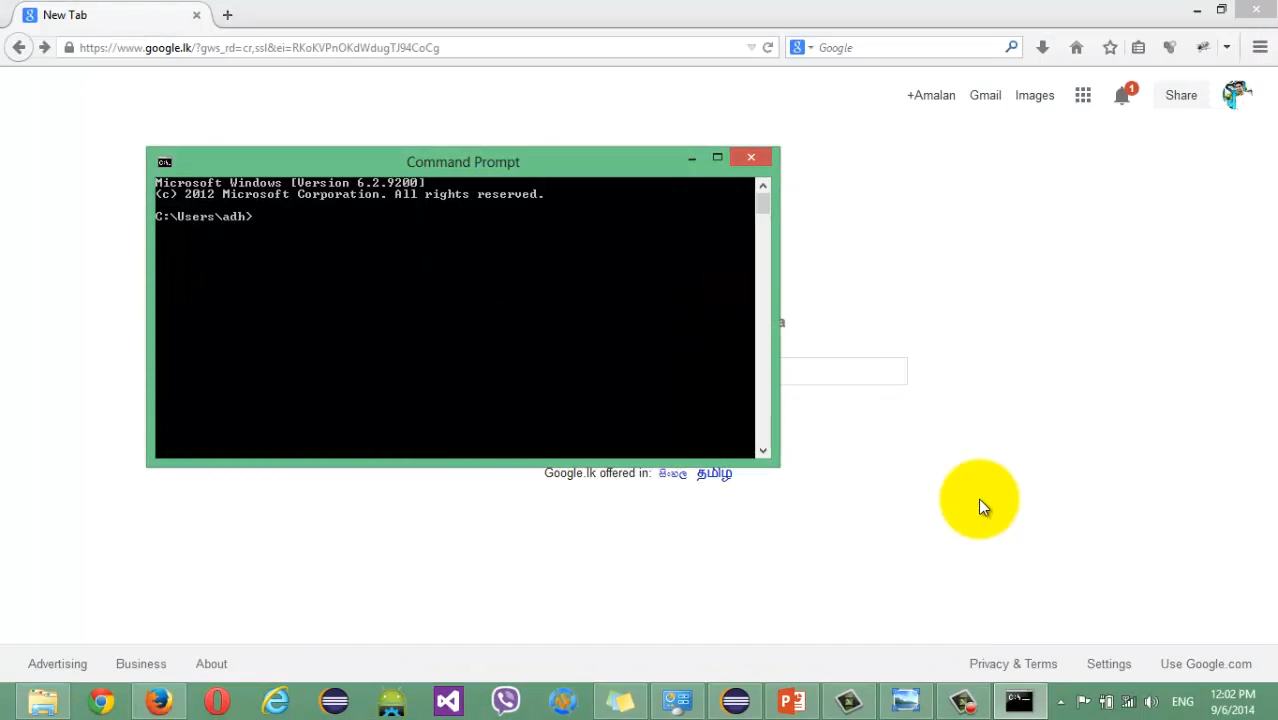 New Tab
https://www.google.lk/?gws_rd=cr,ssl&ei=RKoKVPnOKdWdugTJ94CoCg
Google
+Amalan Gmail Images 1 Share
Command Prompt
Microsoft Windows [Version 6.2.9200]
(c) 2012 Microsoft Corporation. All rights reserved.
C:\Users\adh>
a
Google.lk offered in: සිංහල தமிழ்
Advertising Business About Privacy & Terms Settings Use Google.com
ENG
12:02 PM
9/6/2014